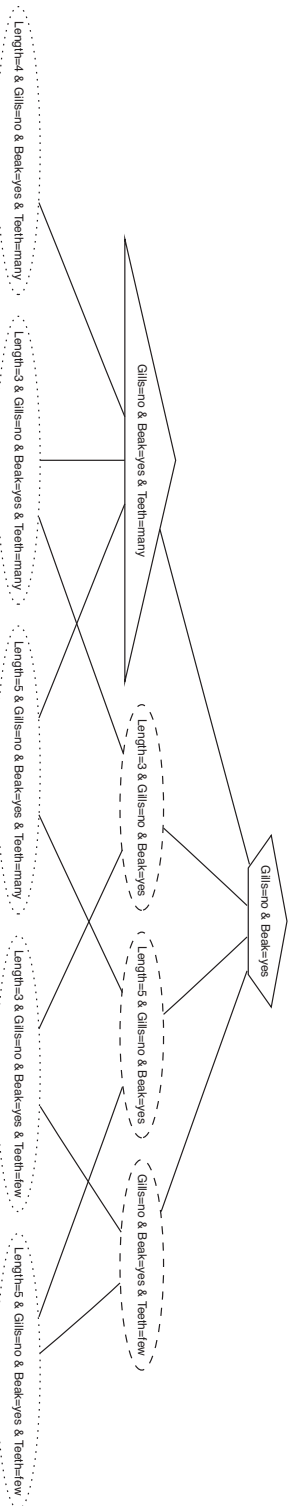 Gills=no & Beak=yes
Gills=no & Beak=yes & Teeth=many
Length=3 & Gills=no & Beak=yes
Length=5 & Gills=no & Beak=yes
Gills=no & Beak=yes & Teeth=few
Length=4 & Gills=no & Beak=yes & Teeth=many
Length=3 & Gills=no & Beak=yes & Teeth=many
Length=5 & Gills=no & Beak=yes & Teeth=many
Length=3 & Gills=no & Beak=yes & Teeth=few
Length=5 & Gills=no & Beak=yes & Teeth=few